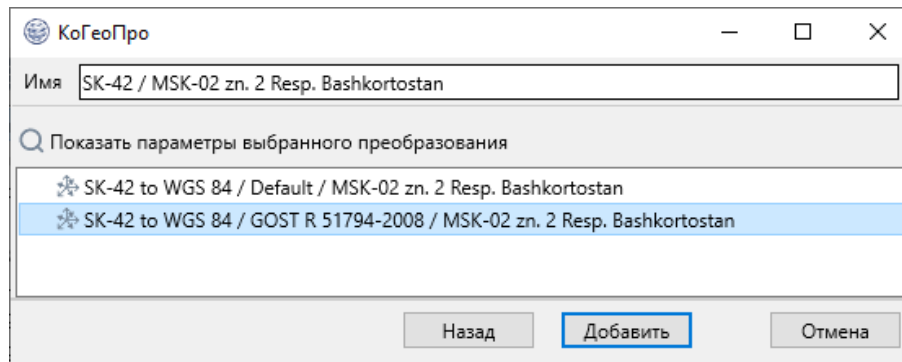 КоГеоПро
Имя SK-42 / MSK-02 zn. 2 Resp. Bashkortostan
Показать параметры выбранного преобразования
SK-42 to WGS 84 / Default / MSK-02 zn. 2 Resp. Bashkortostan
SK-42 to WGS 84 / GOST R 51794-2008 / MSK-02 zn. 2 Resp. Bashkortostan
Назад Добавить Отмена